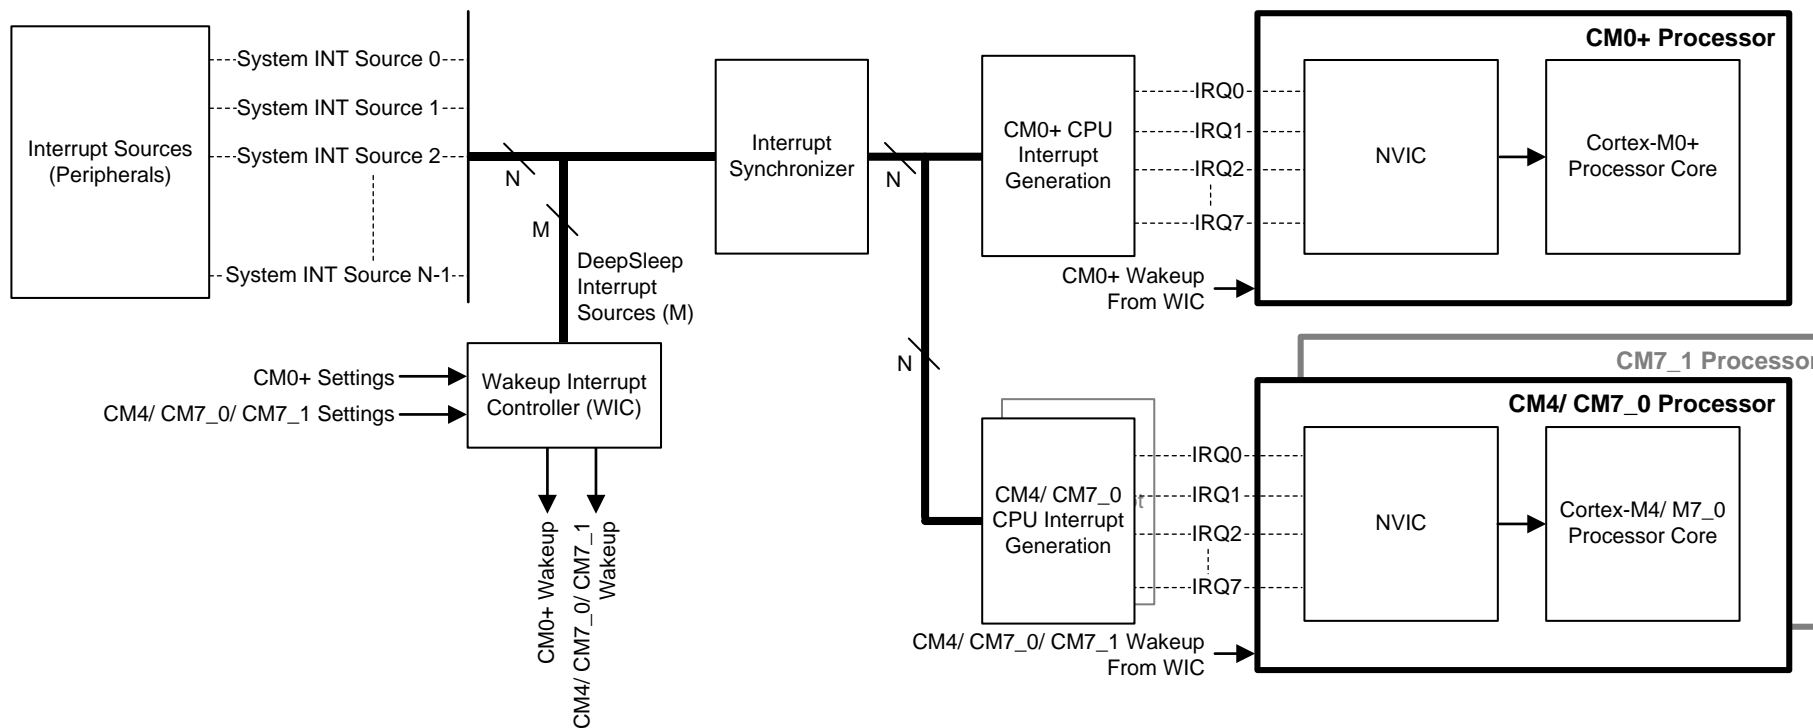 CM0+ Processor
System INT Source 0
System INT Source 1
System INT Source 2
System INT Source N-1
Interrupt Sources
(Peripherals)
N
M
DeepSleep
Interrupt
Sources (M)
Interrupt
Synchronizer
N
N
CM0+ CPU
Interrupt
Generation
IRQ0
IRQ1
IRQ2
IRQ7
NVIC
Cortex-M0+
Processor Core
CM0+ Wakeup
From WIC
CM0+ Settings
CM4/ CM7_0/ CM7_1 Settings
Wakeup Interrupt
Controller (WIC)
CM0+ Wakeup
CM4/ CM7_0/ CM7_1
Wakeup
CM7_1 Processor
CM4/ CM7_0 Processor
CM4/ CM7_0
CPU Interrupt
Generation
IRQ0
IRQ1
IRQ2
IRQ7
NVIC
Cortex-M4/ M7_0
Processor Core
CM4/ CM7_0/ CM7_1 Wakeup
From WIC